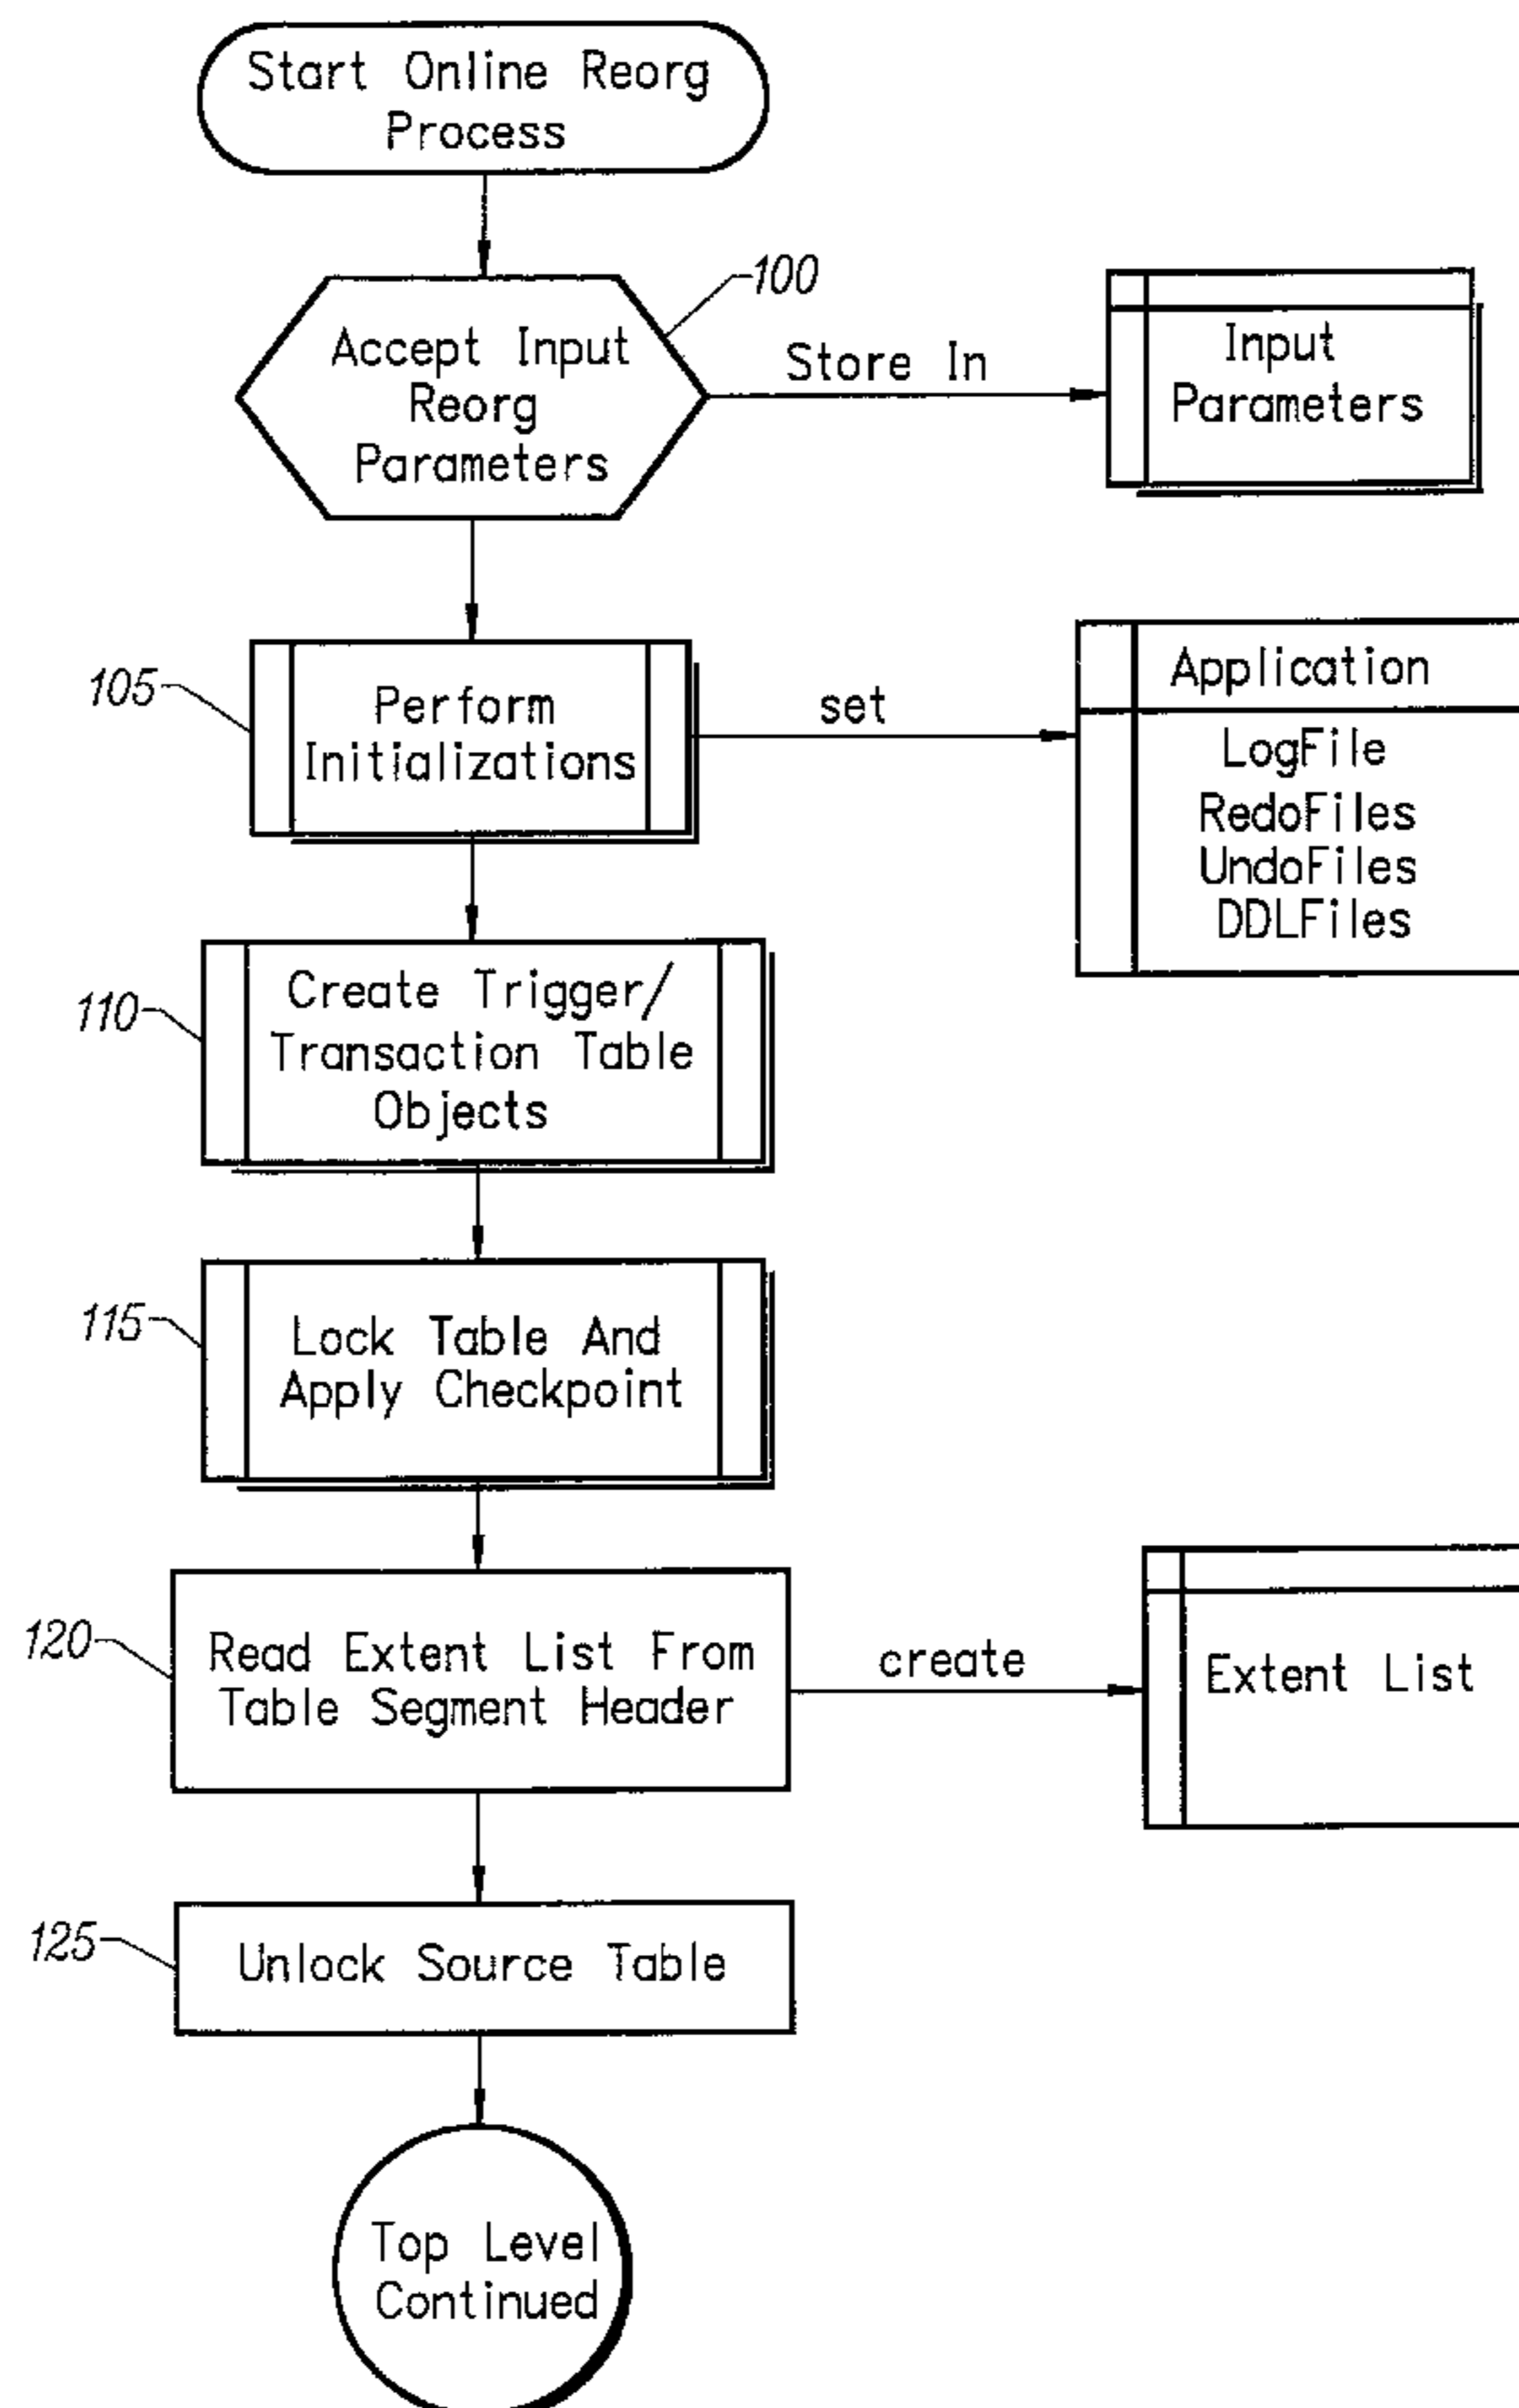 Start Online Reorg
Process
100
Accept Input
Reorg
Parameters
Store In
Input
Parameters
105
Perform
Initializations
set
Application
LogFile
RedoFiles
UndoFiles
DDLFiles
110
Create Trigger/
Transaction Table
Objects
115
Lock Table And
Apply Checkpoint
120
Read Extent List From
Table Segment Header
create
Extent List
125
Unlock Source Table
Top Level
Continued